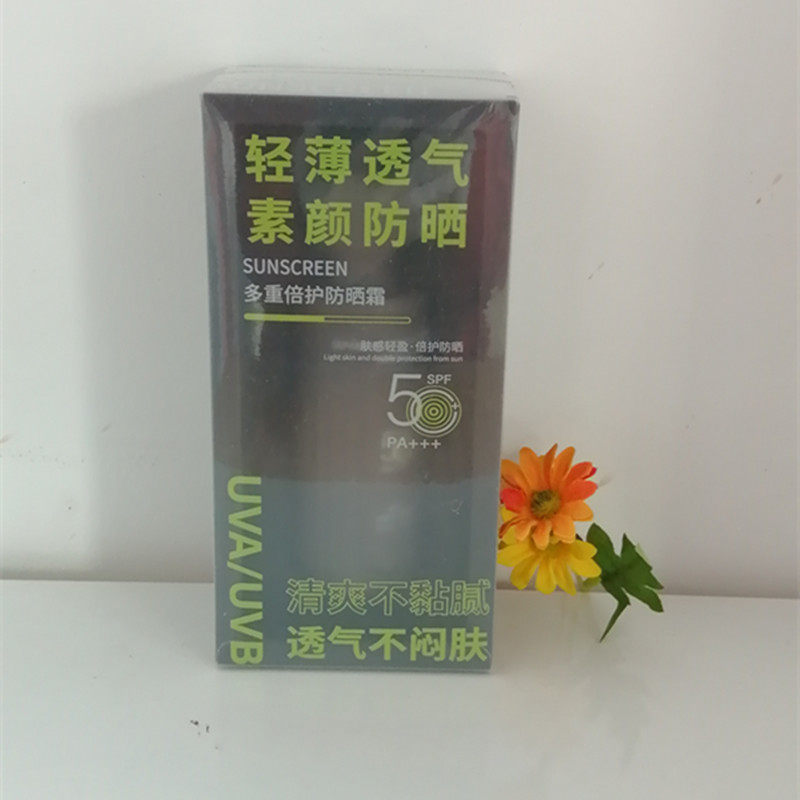 轻薄透气
素颜防晒
SUNSCREEN
多重倍护防晒霜
肤感轻盈·倍护防晒
Light skin and double protection from sun
SPF
50+
PA+++
UVA/UVB
清爽不黏腻
透气不闷肤